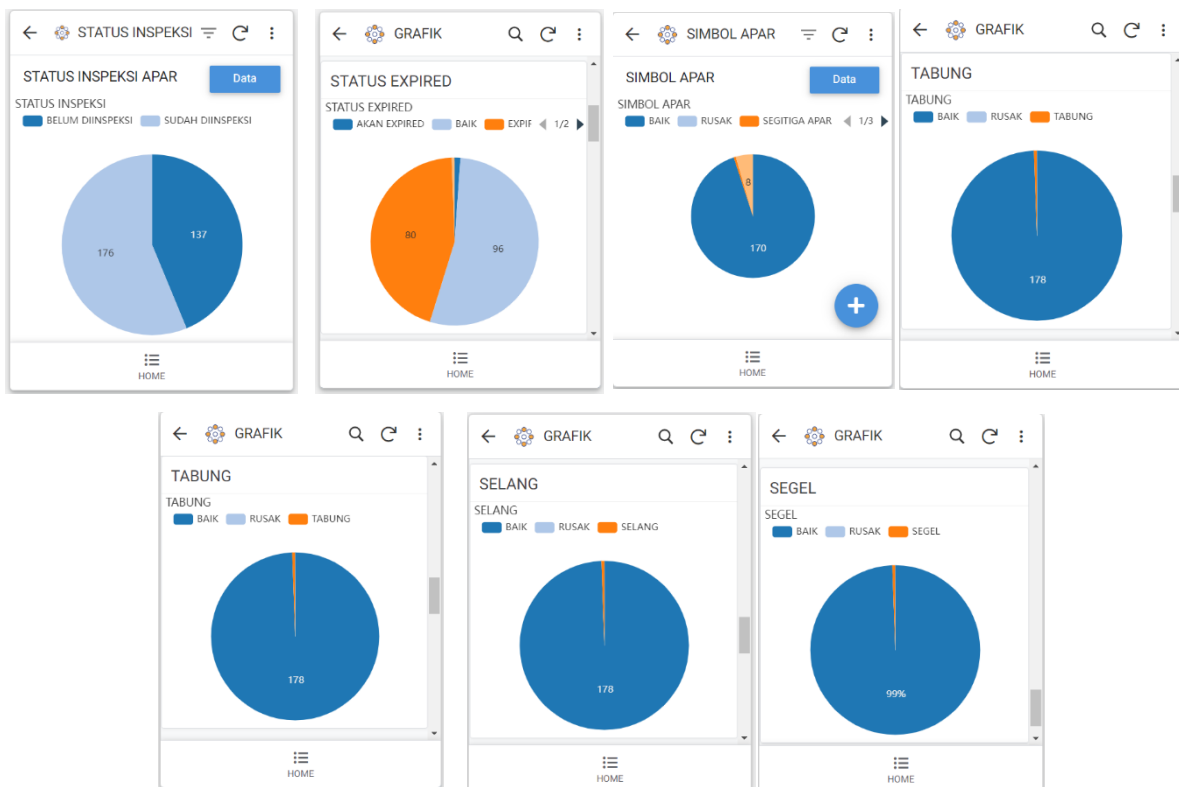 STATUS INSPEKSI
STATUS INSPEKSI APAR
Data
STATUS INSPEKSI
BELUM DIINSPEKSI SUDAH DIINSPEKSI
137
176
HOME
GRAFIK
STATUS EXPIRED
STATUS EXPIRED
AKAN EXPIRED BAIK EXPIF 1/2
80
96
HOME
SIMBOL APAR
SIMBOL APAR
Data
SIMBOL APAR
BAIK RUSAK SEGITIGA APAR 1/3
8
170
+
HOME
GRAFIK
TABUNG
TABUNG
BAIK RUSAK TABUNG
178
HOME
GRAFIK
TABUNG
TABUNG
BAIK RUSAK TABUNG
178
HOME
GRAFIK
SELANG
SELANG
BAIK RUSAK SELANG
178
HOME
GRAFIK
SEGEL
SEGEL
BAIK RUSAK SEGEL
99%
HOME